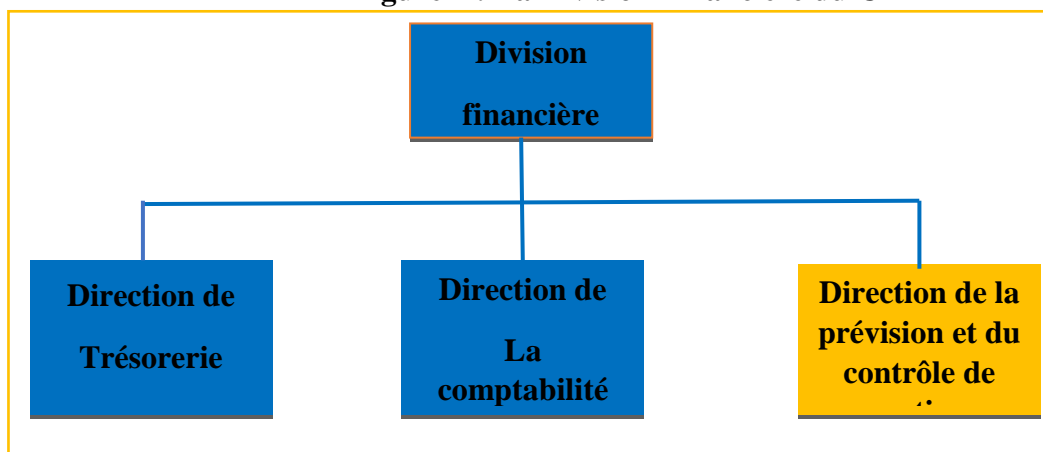 Division
financière
Direction de
Trésorerie
Direction de
La
comptabilité
Direction de la
prévision et du
contrôle de